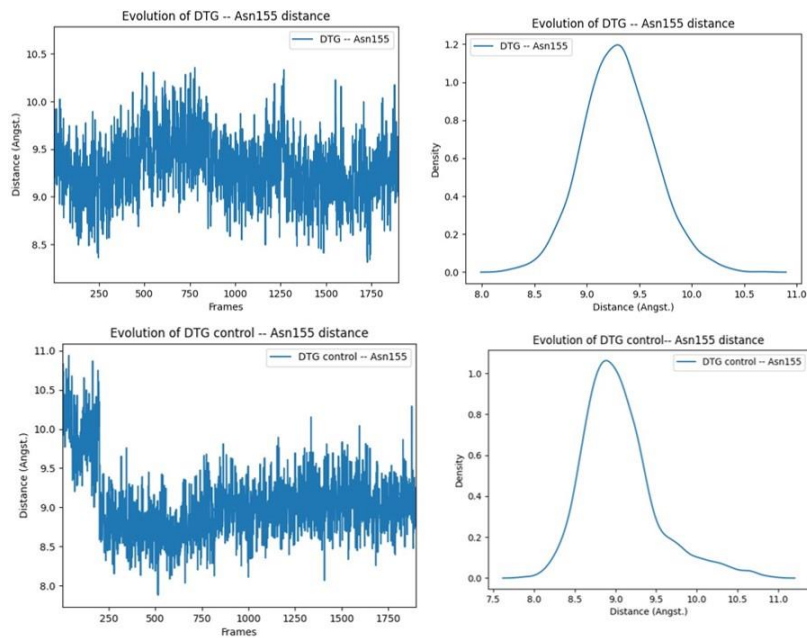 Evolution of DTG -- Asn155 distance
DTG -- Asn155
Distance (Angst.)
10.5
10.0
9.5
9.0
8.5
250 500 750 1000 1250 1500 1750
Frames
Evolution of DTG -- Asn155 distance
DTG -- Asn155
Density
1.2
1.0
0.8
0.6
0.4
0.2
0.0
8.0 8.5 9.0 9.5 10.0 10.5 11.0
Distance (Angst.)
Evolution of DTG control -- Asn155 distance
DTG control -- Asn155
Distance (Angst.)
11.0
10.5
10.0
9.5
9.0
8.5
8.0
250 500 750 1000 1250 1500 1750
Frames
Evolution of DTG control-- Asn155 distance
DTG control -- Asn155
Density
1.0
0.8
0.6
0.4
0.2
0.0
7.5 8.0 8.5 9.0 9.5 10.0 10.5 11.0
Distance (Angst.)